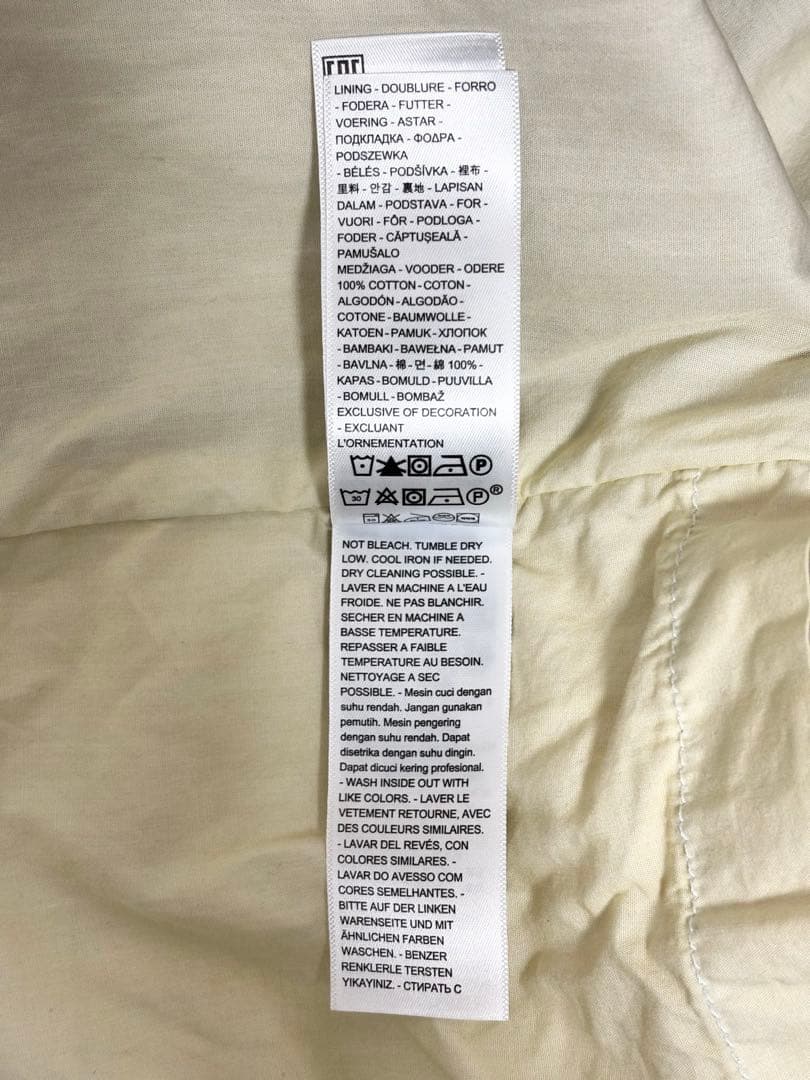 LINING - DOUBLURE - FORRO
- FODERA - FUTTER -
VOERING - ASTAR -
ПОДКЛАДКА - ΦΟΔΡΑ -
PODSZEWKA
- BÉLÉS - PODŠÍVKA - 裡布 -
里料 - 안감 - 裏地 - LAPISAN
DALAM - PODSTAVA - FOR -
VUORI - FÔR - PODLOGA -
FODER - CĂPTUŞEALĂ -
PAMUŠALO
MEDŽIAGA - VOODER - ODERE
100% COTTON - COTON -
ALGODÓN - ALGODÃO -
COTONE - BAUMWOLLE -
KATOEN - PAMUK - ХЛОПОК
- BAMBAKI - BAWEŁNA - PAMUT
- BAVLNA - 棉 - 면 - 綿 100% -
KAPAS - BOMULD - PUUVILLA
- BOMULL - BOMBAŽ
EXCLUSIVE OF DECORATION
- EXCLUANT
L'ORNEMENTATION
P
30 P®
NOT BLEACH. TUMBLE DRY
LOW. COOL IRON IF NEEDED.
DRY CLEANING POSSIBLE. -
LAVER EN MACHINE A L'EAU
FROIDE. NE PAS BLANCHIR.
SECHER EN MACHINE A
BASSE TEMPERATURE.
REPASSER A FAIBLE
TEMPERATURE AU BESOIN.
NETTOYAGE A SEC
POSSIBLE. - Mesin cuci dengan
suhu rendah. Jangan gunakan
pemutih. Mesin pengering
dengan suhu rendah. Dapat
disetrika dengan suhu dingin.
Dapat dicuci kering profesional.
- WASH INSIDE OUT WITH
LIKE COLORS. - LAVER LE
VETEMENT RETOURNE, AVEC
DES COULEURS SIMILAIRES.
- LAVAR DEL REVÉS, CON
COLORES SIMILARES. -
LAVAR DO AVESSO COM
CORES SEMELHANTES. -
BITTE AUF DER LINKEN
WARENSEITE UND MIT
ÄHNLICHEN FARBEN
WASCHEN. - BENZER
RENKLERLE TERSTEN
YIKAYINIZ. - СТИРАТЬ С